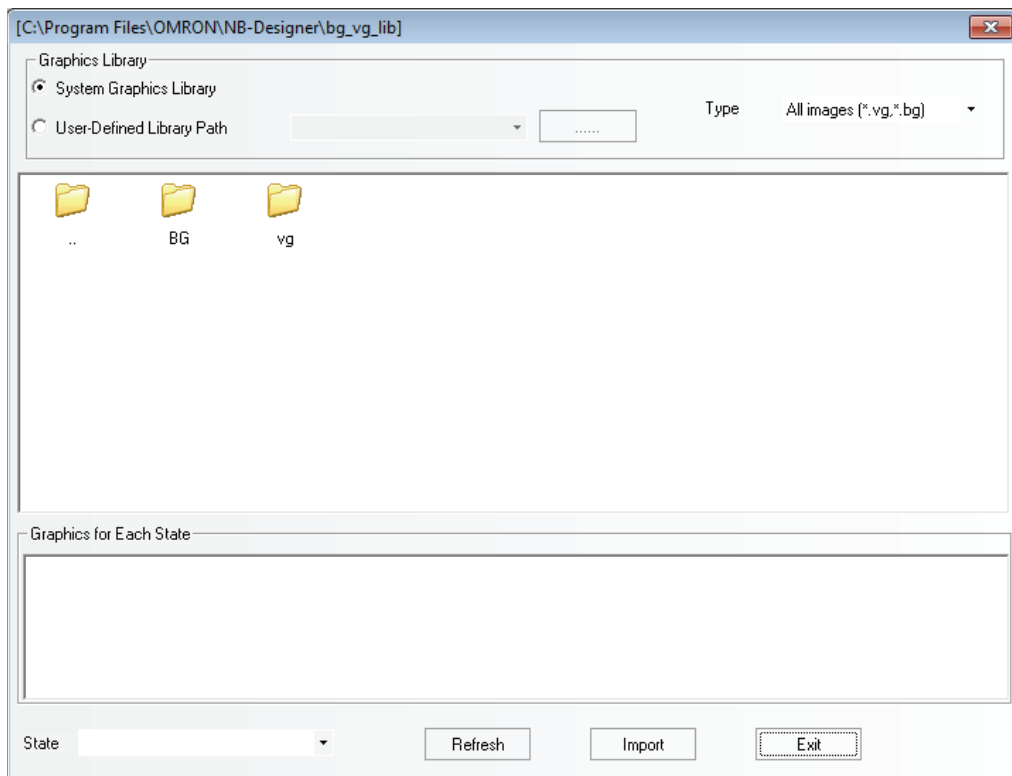 [C:\Program Files\OMRON\NB-Designer\bg_vg_lib]
Graphics Library
System Graphics Library
User-Defined Library Path
......
Type
All images (*.vg,*.bg)
..
BG
vg
Graphics for Each State
State
Refresh
Import
Exit